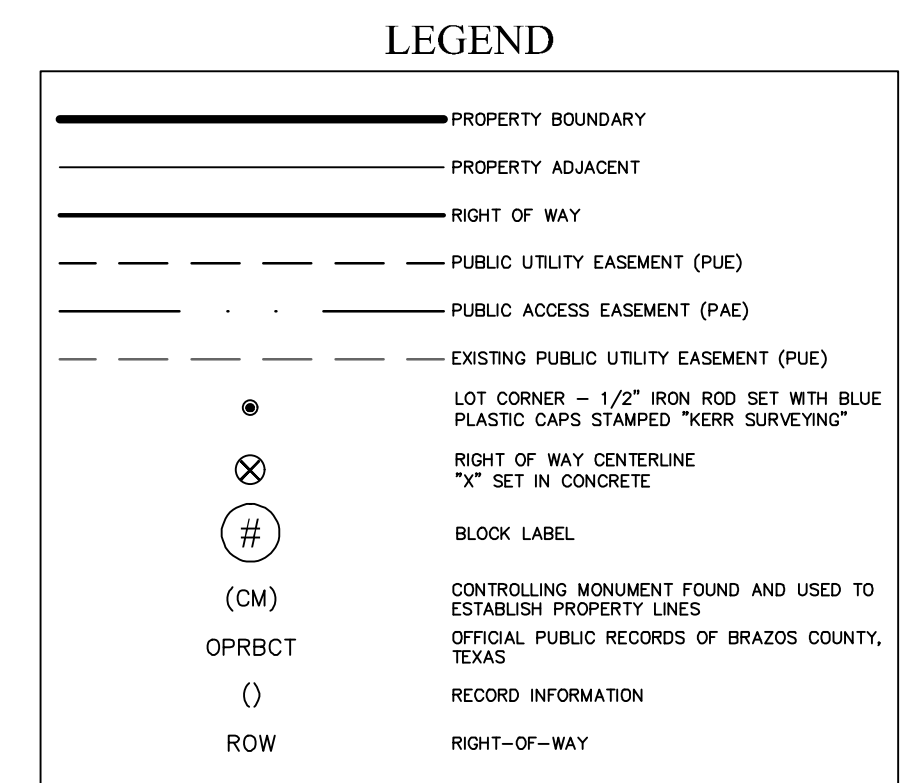 LEGEND
PROPERTY BOUNDARY
PROPERTY ADJACENT
RIGHT OF WAY
PUBLIC UTILITY EASEMENT (PUE)
PUBLIC ACCESS EASEMENT (PAE)
EXISTING PUBLIC UTILITY EASEMENT (PUE)
LOT CORNER – 1/2" IRON ROD SET WITH BLUE
PLASTIC CAPS STAMPED "KERR SURVEYING"
RIGHT OF WAY CENTERLINE
"X" SET IN CONCRETE
# BLOCK LABEL
(CM) CONTROLLING MONUMENT FOUND AND USED TO
ESTABLISH PROPERTY LINES
OPRBCT OFFICIAL PUBLIC RECORDS OF BRAZOS COUNTY,
TEXAS
() RECORD INFORMATION
ROW RIGHT–OF–WAY